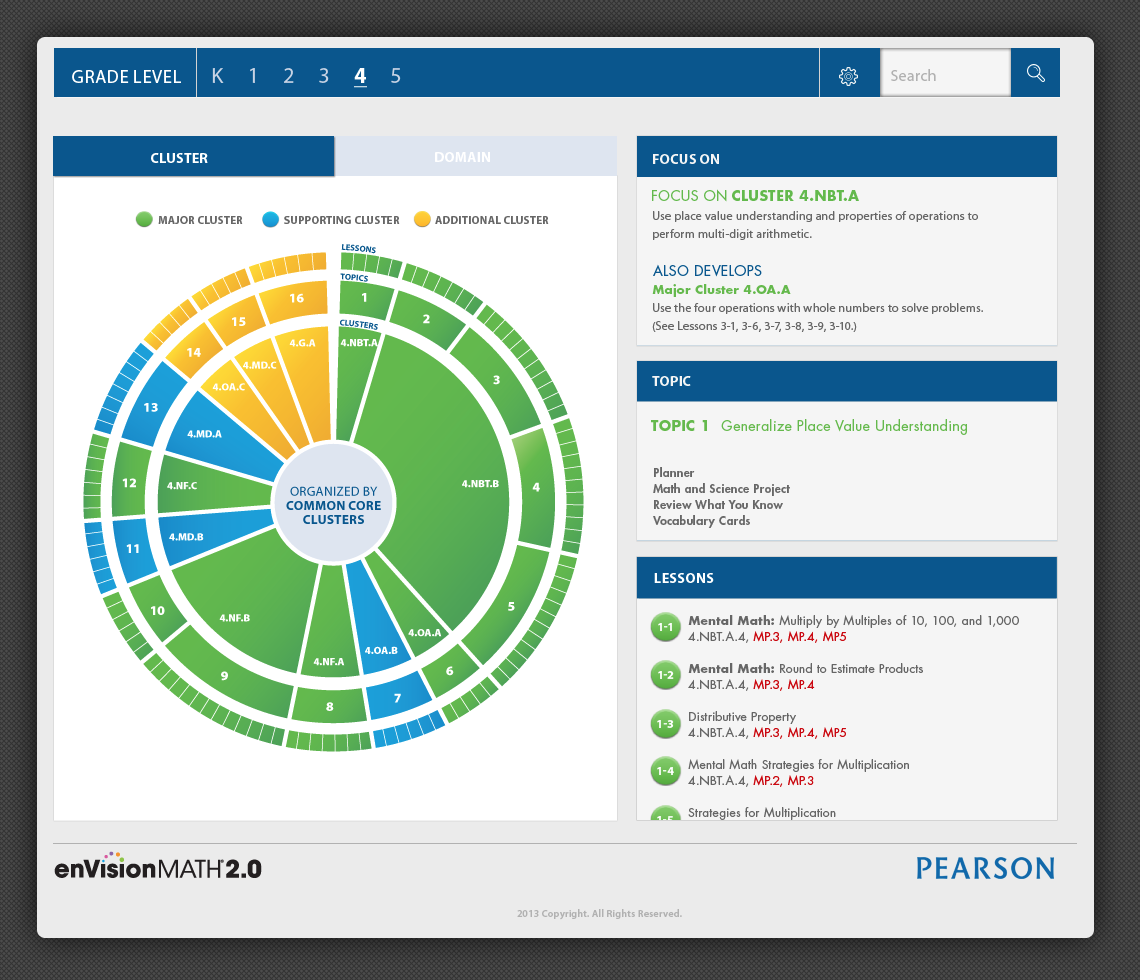 GRADE LEVEL K 1 2 3 4 5 Search
CLUSTER DOMAIN
MAJOR CLUSTER SUPPORTING CLUSTER ADDITIONAL CLUSTER
LESSONS
TOPICS
CLUSTERS
1
2
3
4
5
6
7
8
9
10
11
12
13
14
15
16
4.NBT.A
4.NBT.B
4.OA.A
4.OA.B
4.NF.A
4.NF.B
4.MD.B
4.NF.C
4.MD.A
4.OA.C
4.MD.C
4.G.A
ORGANIZED BY
COMMON CORE
CLUSTERS
FOCUS ON
FOCUS ON CLUSTER 4.NBT.A
Use place value understanding and properties of operations to
perform multi-digit arithmetic.
ALSO DEVELOPS
Major Cluster 4.OA.A
Use the four operations with whole numbers to solve problems.
(See Lessons 3-1, 3-6, 3-7, 3-8, 3-9, 3-10.)
TOPIC
TOPIC 1 Generalize Place Value Understanding
Planner
Math and Science Project
Review What You Know
Vocabulary Cards
LESSONS
1-1 Mental Math: Multiply by Multiples of 10, 100, and 1,000
4.NBT.A.4, MP.3, MP.4, MP5
1-2 Mental Math: Round to Estimate Products
4.NBT.A.4, MP.3, MP.4
1-3 Distributive Property
4.NBT.A.4, MP.3, MP.4, MP5
1-4 Mental Math Strategies for Multiplication
4.NBT.A.4, MP.2, MP.3
1-5 Strategies for Multiplication
enVisionMATH 2.0
PEARSON
2013 Copyright. All Rights Reserved.